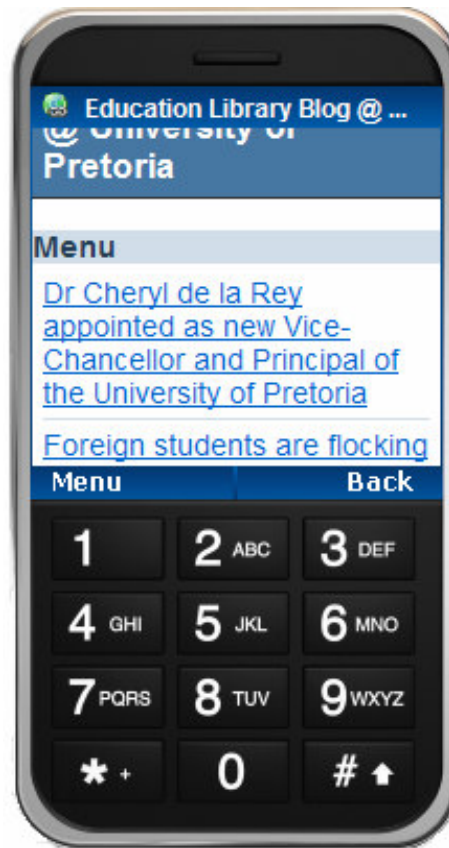 Education Library Blog @ ...
@ University of
Pretoria
Menu
Dr Cheryl de la Rey
appointed as new Vice-
Chancellor and Principal of
the University of Pretoria
Foreign students are flocking
Menu Back
1 2 ABC 3 DEF
4 GHI 5 JKL 6 MNO
7 PQRS 8 TUV 9 WXYZ
* + 0 #